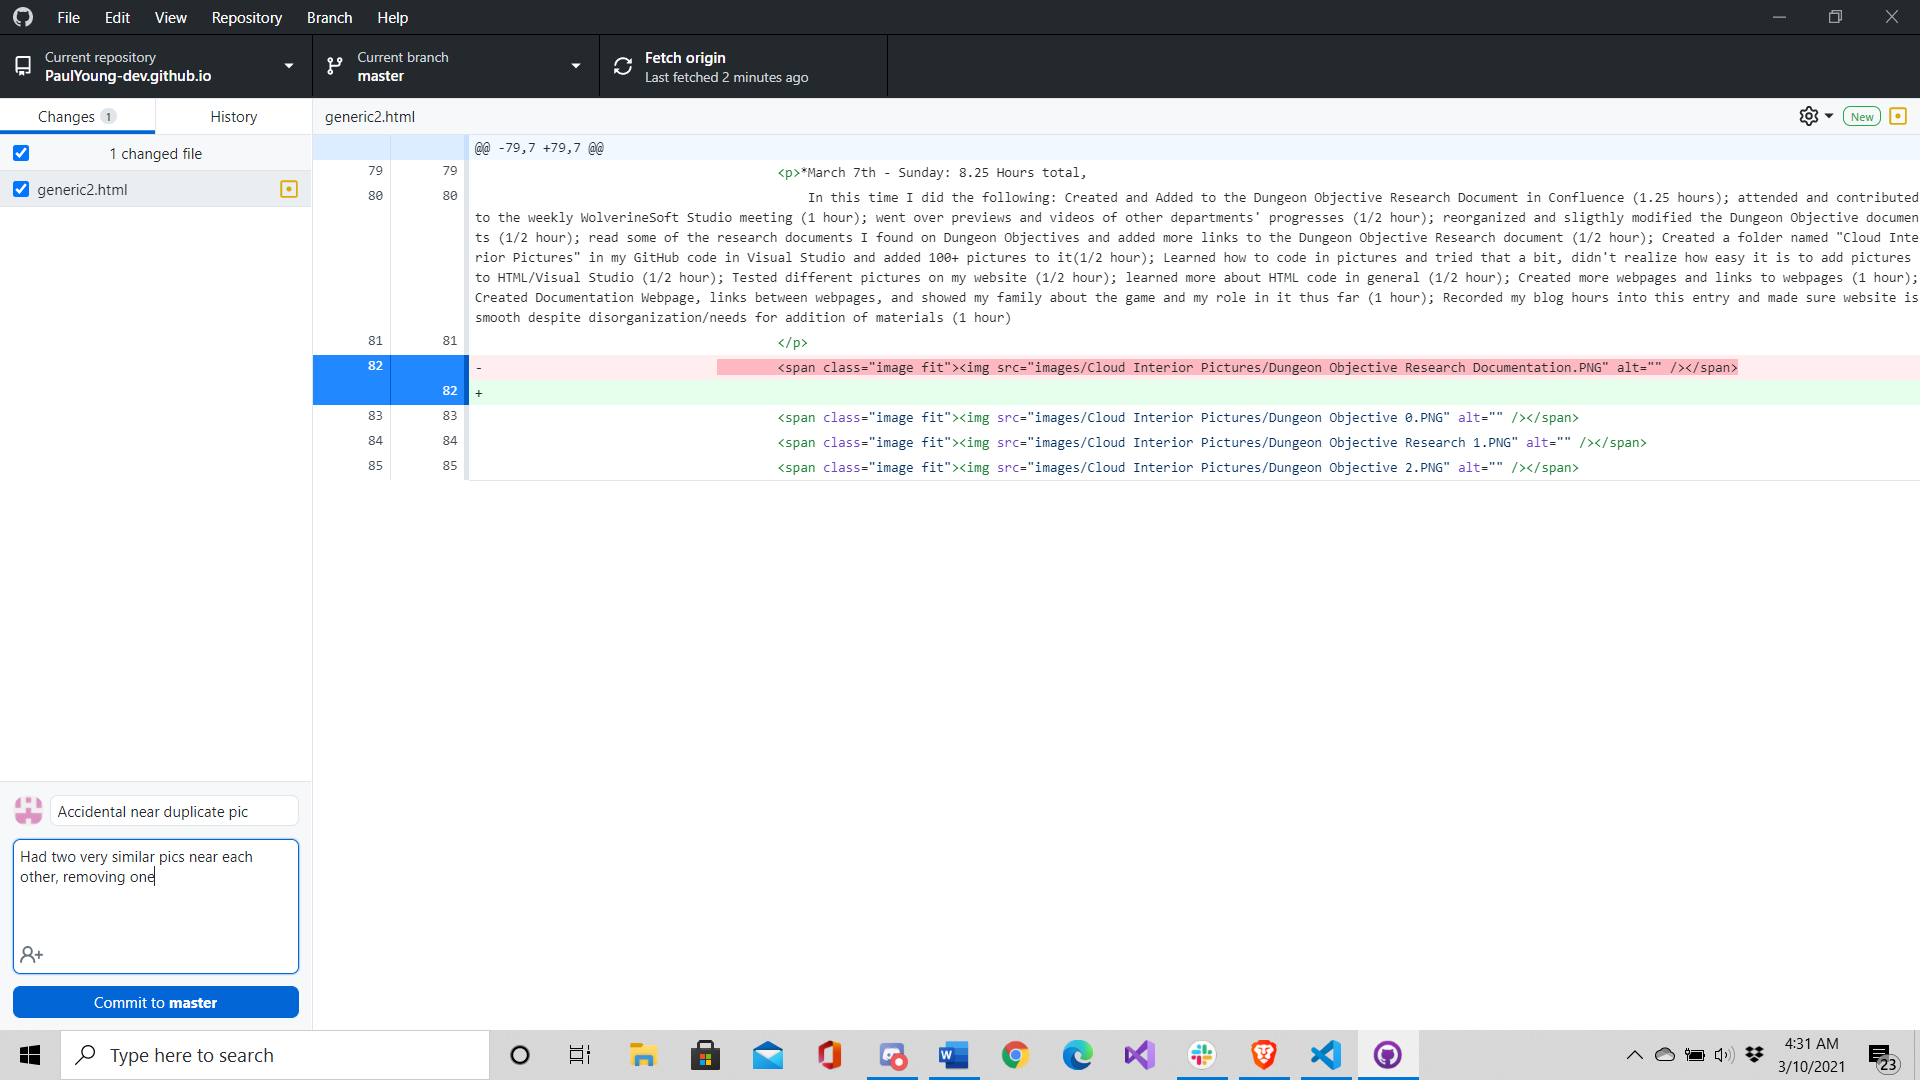 File Edit View Repository Branch Help
Current repository
PaulYoung-dev.github.io
Current branch
master
Fetch origin
Last fetched 2 minutes ago
Changes 1
History
generic2.html
New
1 changed file
generic2.html
@@ -79,7 +79,7 @@
79 79 <p>*March 7th - Sunday: 8.25 Hours total,
80 80 In this time I did the following: Created and Added to the Dungeon Objective Research Document in Confluence (1.25 hours); attended and contributed
to the weekly WolverineSoft Studio meeting (1 hour); went over previews and videos of other departments' progresses (1/2 hour); reorganized and sligthly modified the Dungeon Objective documen
ts (1/2 hour); read some of the research documents I found on Dungeon Objectives and added more links to the Dungeon Objective Research document (1/2 hour); Created a folder named "Cloud Inte
rior Pictures" in my GitHub code in Visual Studio and added 100+ pictures to it(1/2 hour); Learned how to code in pictures and tried that a bit, didn't realize how easy it is to add pictures
to HTML/Visual Studio (1/2 hour); Tested different pictures on my website (1/2 hour); learned more about HTML code in general (1/2 hour); Created more webpages and links to webpages (1 hour);
Created Documentation Webpage, links between webpages, and showed my family about the game and my role in it thus far (1 hour); Recorded my blog hours into this entry and made sure website is
smooth despite disorganization/needs for addition of materials (1 hour)
81 81 </p>
82 - <span class="image fit"><img src="images/Cloud Interior Pictures/Dungeon Objective Research Documentation.PNG" alt="" /></span>
82 +
83 83 <span class="image fit"><img src="images/Cloud Interior Pictures/Dungeon Objective 0.PNG" alt="" /></span>
84 84 <span class="image fit"><img src="images/Cloud Interior Pictures/Dungeon Objective Research 1.PNG" alt="" /></span>
85 85 <span class="image fit"><img src="images/Cloud Interior Pictures/Dungeon Objective 2.PNG" alt="" /></span>
Accidental near duplicate pic
Had two very similar pics near each
other, removing one
Commit to master
Type here to search
4:31 AM
3/10/2021
23